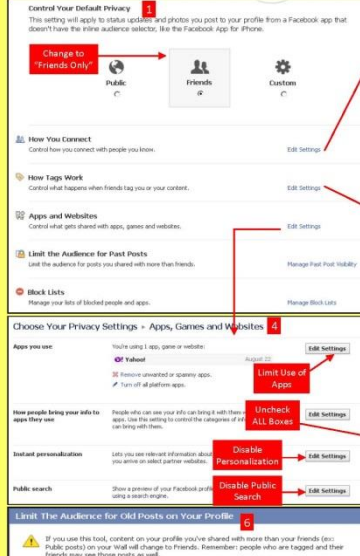 Control Your Default Privacy
1
This setting will apply to status updates and photos you post to your profile from a Facebook app that
doesn't have the inline audience selector, like the Facebook App for iPhone.
Change to
"Friends Only"
Public
Friends
Custom
How You Connect
Control how you connect with people you know.
Edit Settings
How Tags Work
Control what happens when friends tag you or your content.
Edit Settings
Apps and Websites
Control what gets shared with apps, games and websites.
Edit Settings
Limit the Audience for Past Posts
Limit the audience for posts you shared with more than friends.
Manage Past Post Visibility
Block Lists
Manage your lists of blocked people and apps.
Manage Block Lists
Choose Your Privacy Settings ▸ Apps, Games and Websites
4
Apps you use
You're using 1 app, game or website:
Edit Settings
Yahoo!
August 22
Remove unwanted or spammy apps.
Turn off all platform apps.
Limit Use of
Apps
How people bring your info to
apps they use
People who can see your info can bring it with them
apps. Use this setting to control the categories of
can bring with them.
Uncheck
ALL Boxes
Edit Settings
Instant personalization
Lets you see relevant information about
you arrive on select partner websites.
Disable
Personalization
Edit Settings
Public search
Show a preview of your Facebook
using a search engine.
Disable Public
Search
Edit Settings
Limit The Audience for Old Posts on Your Profile
6
If you use this tool, content on your profile you've shared with more than your friends (ex:
Public posts) on your Wall will change to Friends. Remember: people who are tagged and their
friends may see those posts as well.